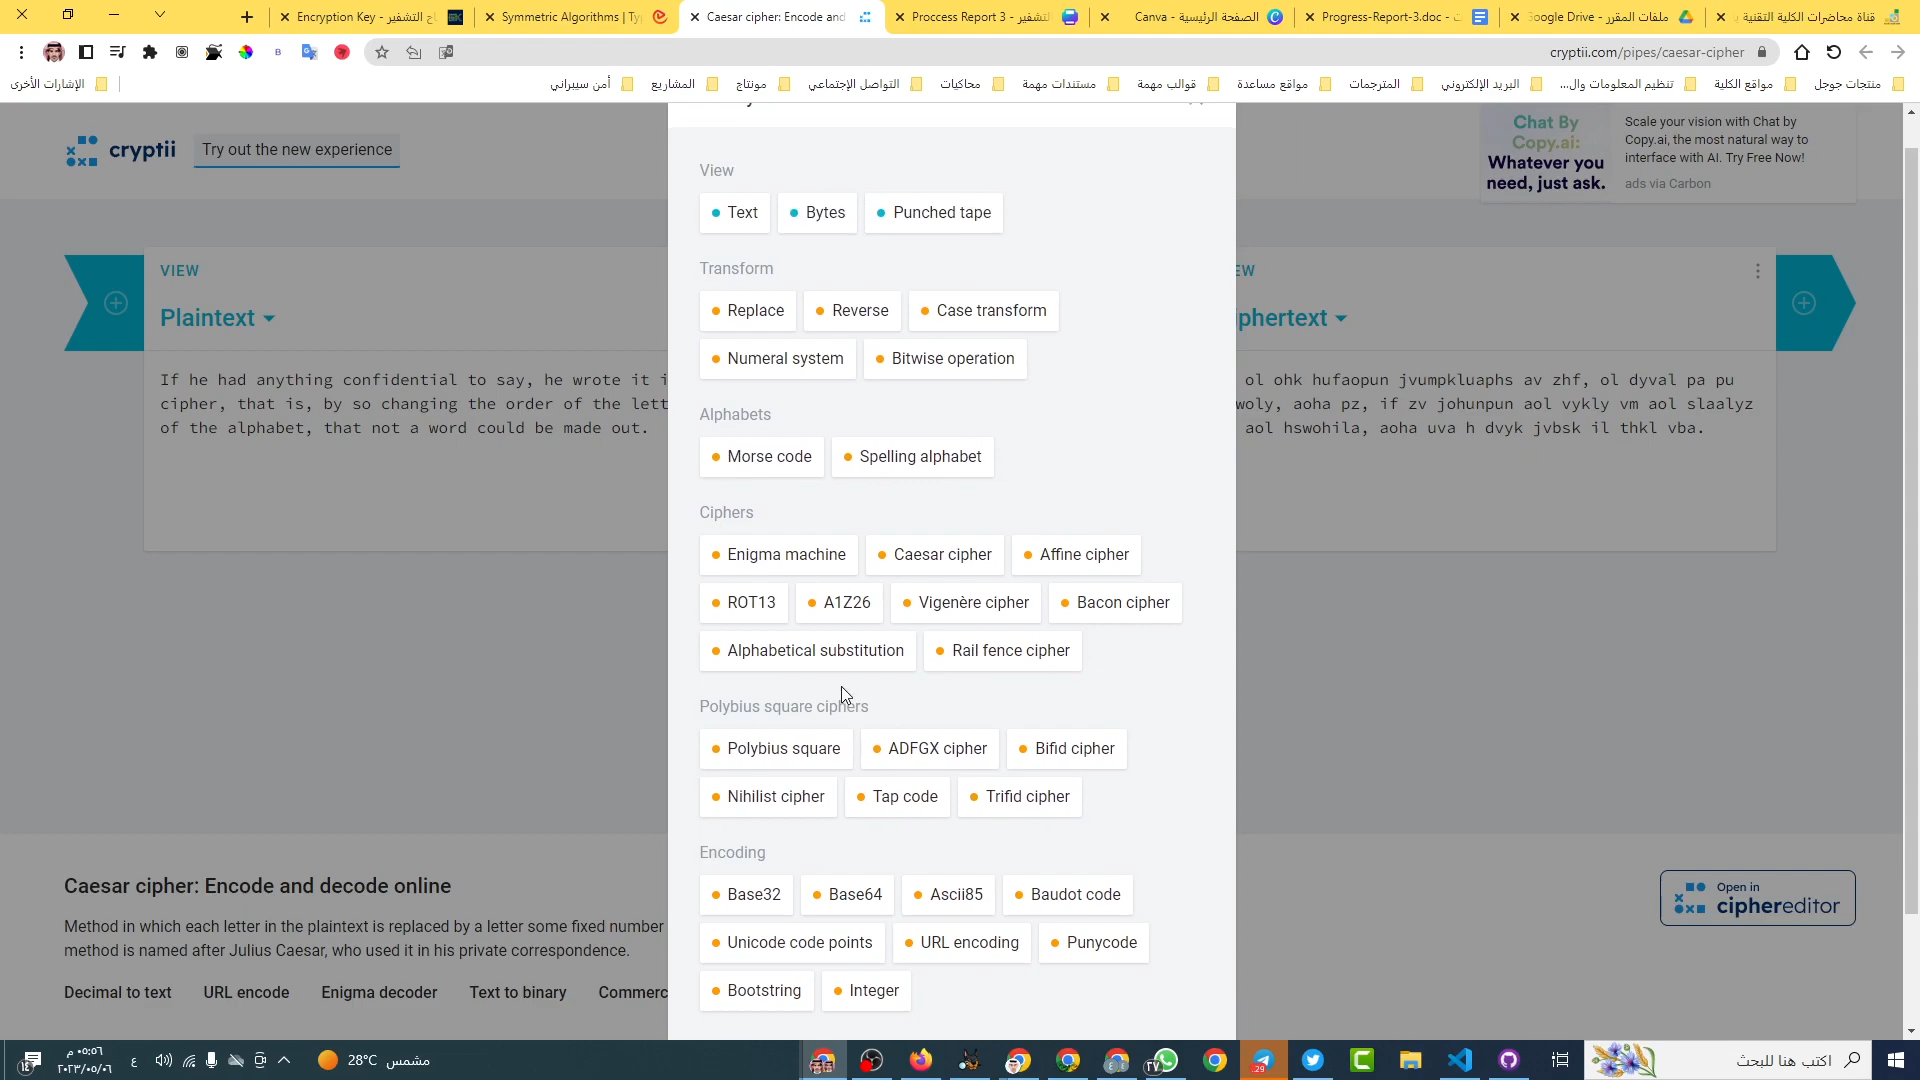 Encryption Key - ح التشفير
Symmetric Algorithms | Ty
Caesar cipher: Encode and
Proccess Report 3 - التشفير
Canva - الصفحة الرئيسية
Progress-Report-3.doc -
Google Drive - ملفات المقرر
قناة محاضرات الكلية التقنية
cryptii.com/pipes/caesar-cipher
الإشارات الأخرى
أمن سيبراني
المشاريع
مونتاج
التواصل الإجتماعي
محاكيات
مستندات مهمة
قوالب مهمة
مواقع مساعدة
المترجمات
البريد الإلكتروني
تنظيم المعلومات وال...
مواقع الكلية
منتجات جوجل
cryptii
Try out the new experience
Chat By
Copy.ai:
Whatever you
need, just ask.
Scale your vision with Chat by
Copy.ai, the most natural way to
interface with AI. Try Free Now!
ads via Carbon
VIEW
Plaintext
If he had anything confidential to say, he wrote it i
cipher, that is, by so changing the order of the lett
of the alphabet, that not a word could be made out.
View
Text
Bytes
Punched tape
Transform
Replace
Reverse
Case transform
Numeral system
Bitwise operation
Alphabets
Morse code
Spelling alphabet
Ciphers
Enigma machine
Caesar cipher
Affine cipher
ROT13
A1Z26
Vigenère cipher
Bacon cipher
Alphabetical substitution
Rail fence cipher
Polybius square ciphers
Polybius square
ADFGX cipher
Bifid cipher
Nihilist cipher
Tap code
Trifid cipher
Encoding
Base32
Base64
Ascii85
Baudot code
Unicode code points
URL encoding
Punycode
Bootstring
Integer
EW
phertext
ol ohk hufaopun jvumpkluaphs av zhf, ol dyval pa pu
woly, aoha pz, if zv johunpun aol vykly vm aol slaalyz
aol hswohila, aoha uva h dvyk jvbsk il thkl vba.
Caesar cipher: Encode and decode online
Method in which each letter in the plaintext is replaced by a letter some fixed number
method is named after Julius Caesar, who used it in his private correspondence.
Decimal to text
URL encode
Enigma decoder
Text to binary
Commerc
Open in
ciphereditor
٠٥:٥٦ م
٢٠٢٣/٠٥/٠٦
ع
28°C مشمس
٢٧
29
اكتب هنا للبحث